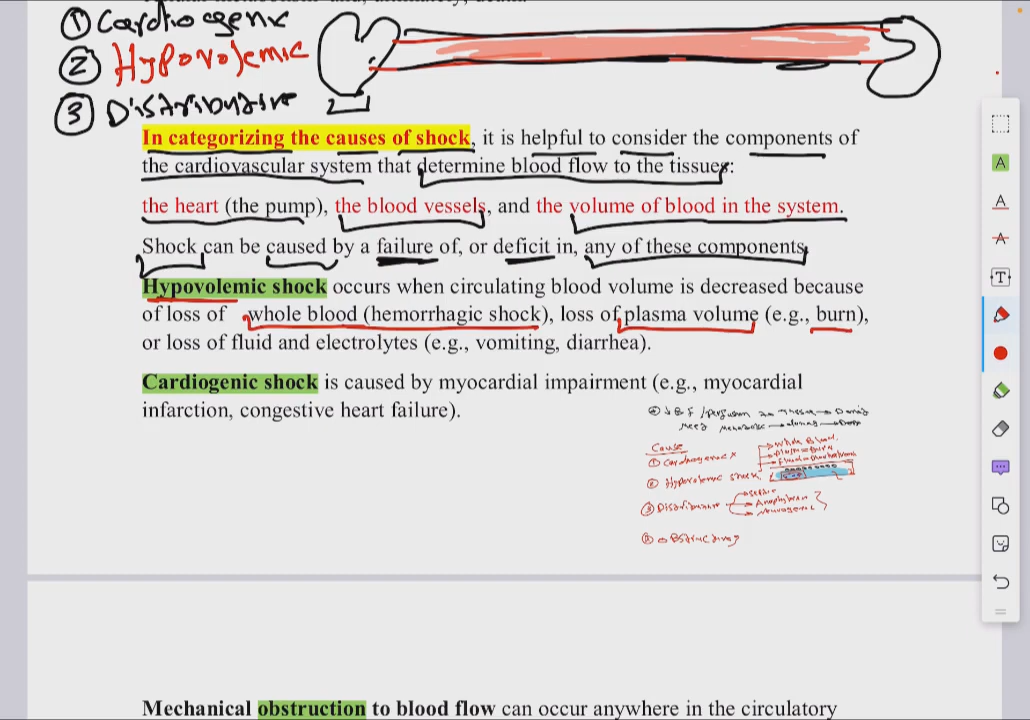 ① Cardiogenic
② Hypovolemic
③ Distributive
In categorizing the causes of shock, it is helpful to consider the components of
the cardiovascular system that determine blood flow to the tissues:
the heart (the pump), the blood vessels, and the volume of blood in the system.
Shock can be caused by a failure of, or deficit in, any of these components.
Hypovolemic shock occurs when circulating blood volume is decreased because
of loss of whole blood (hemorrhagic shock), loss of plasma volume (e.g., burn),
or loss of fluid and electrolytes (e.g., vomiting, diarrhea).
Cardiogenic shock is caused by myocardial impairment (e.g., myocardial
infarction, congestive heart failure).
Cause
whole Blood
① Cardiogenic
② Hypovolemic shock
③ Distributive
obstructive
Mechanical obstruction to blood flow can occur anywhere in the circulatory